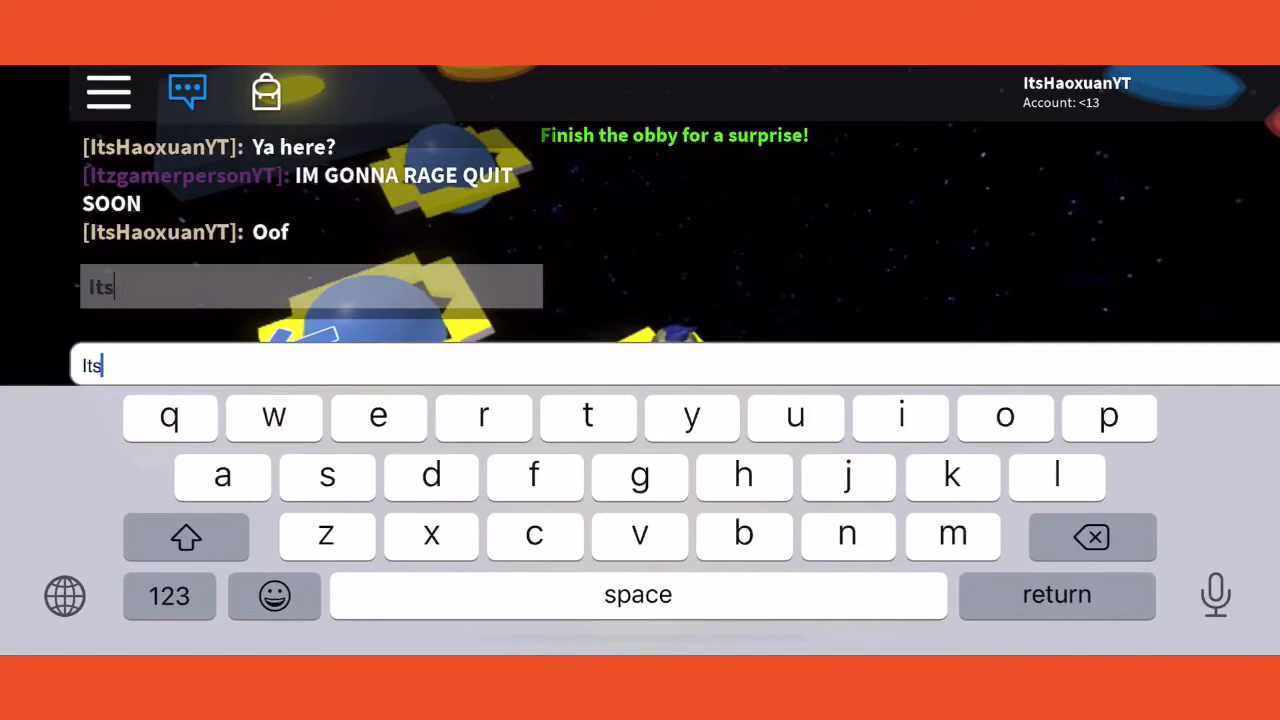 ItsHaoxuanYT
Account: <13
Finish the obby for a surprise!
[ItsHaoxuanYT]: Ya here?
[ItzgamerpersonYT]: IM GONNA RAGE QUIT
SOON
[ItsHaoxuanYT]: Oof
Its
Its
q w e r t y u i o p
a s d f g h j k l
z x c v b n m
123 space return